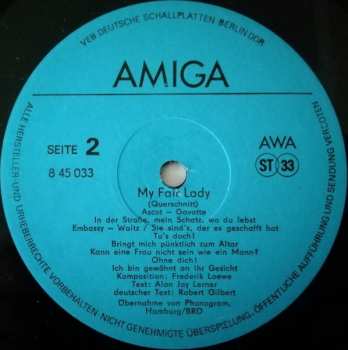 VEB DEUTSCHE SCHALLPLATTEN BERLIN DDR
AMIGA
SEITE 2
8 45 033
AWA
ST 33
My Fair Lady
(Querschnitt)
Ascot - Gavotte
In der Straße, mein Schatz, wo du lebst
Embassy - Waltz / Sie sind's, der es geschafft hat
Tu's doch!
Bringt mich pünktlich zum Altar
Kann eine Frau nicht sein wie ein Mann?
Ohne dich!
Ich bin gewöhnt an ihr Gesicht
Komposition: Frederik Loewe
Text: Alan Jay Lerner
deutscher Text: Robert Gilbert
Übernahme von Phonogram,
Hamburg/BRD
ALLE HERSTELLER- UND URHEBERRECHTE VORBEHALTEN NICHT GENEHMIGTE ÜBERSPIELUNG, ÖFFENTLICHE AUFFÜHRUNG UND SENDUNG VERBOTEN